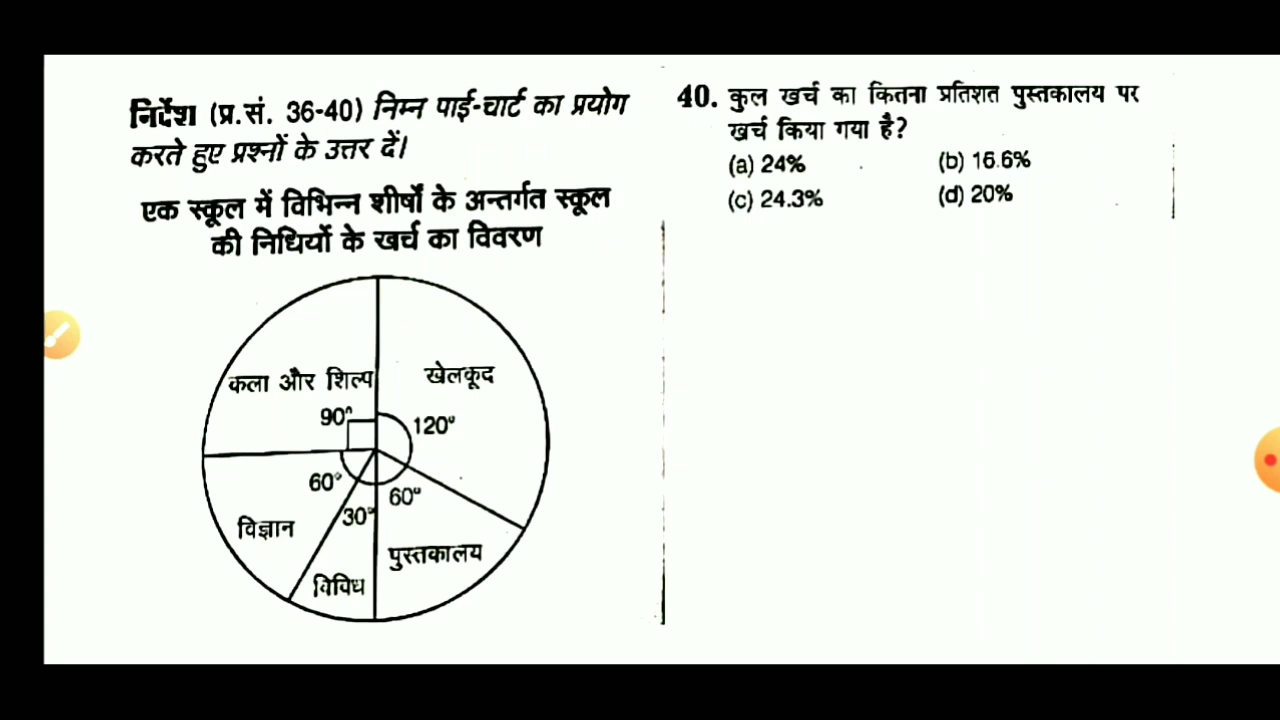 निर्देश (प्र.सं. 36-40) निम्न पाई-चार्ट का प्रयोग
करते हुए प्रश्नों के उत्तर दें।
एक स्कूल में विभिन्न शीर्षों के अन्तर्गत स्कूल
की निधियों के खर्च का विवरण
कला और शिल्प
खेलकूद
90°
120°
60°
60°
30°
विज्ञान
पुस्तकालय
विविध
40. कुल खर्च का कितना प्रतिशत पुस्तकालय पर
खर्च किया गया है?
(a) 24% (b) 16.6%
(c) 24.3% (d) 20%